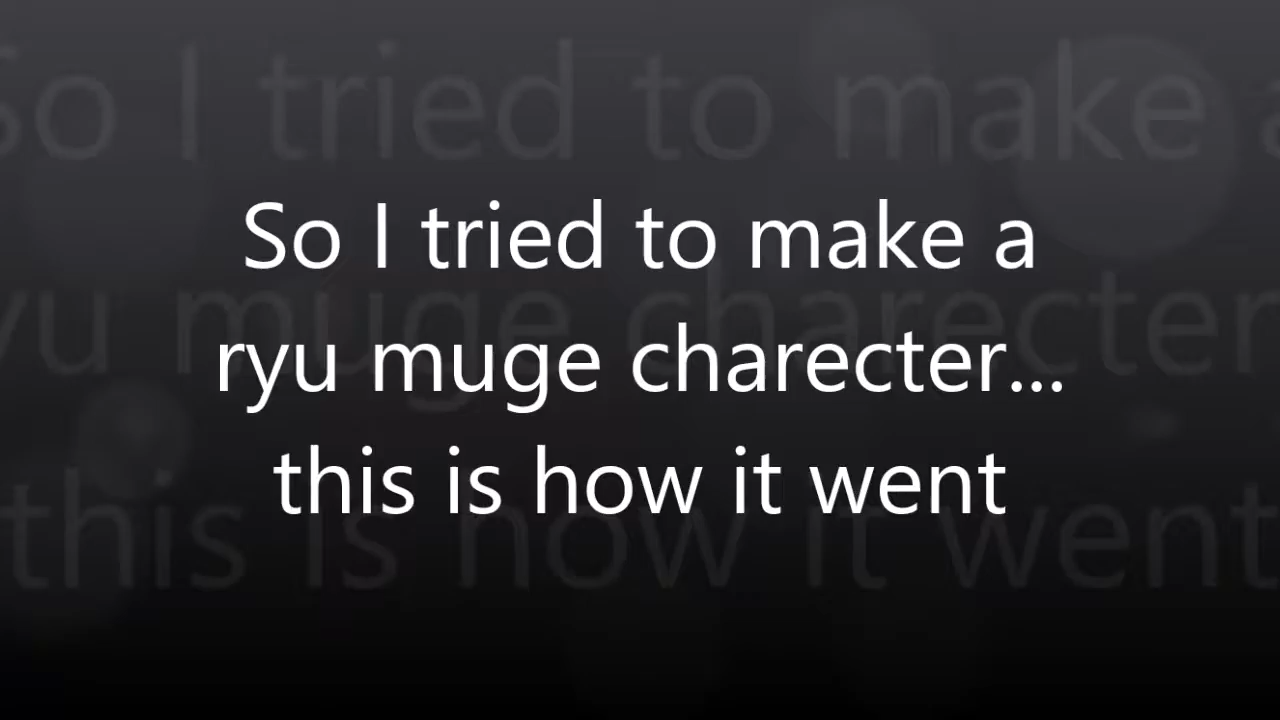 So I tried to make a
ryu muge charecter...
this is how it went